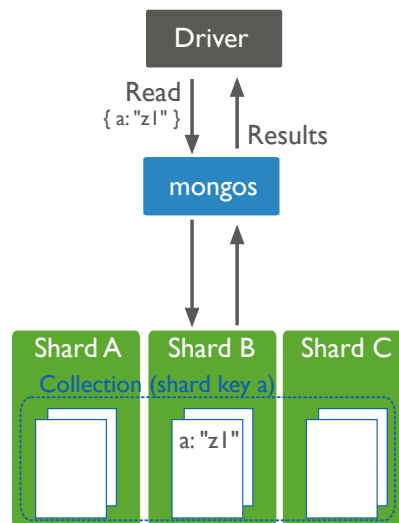 Driver
Read
{ a: "z1" }
Results
mongos
Shard A
Shard B
Shard C
Collection (shard key a)
a: "z1"